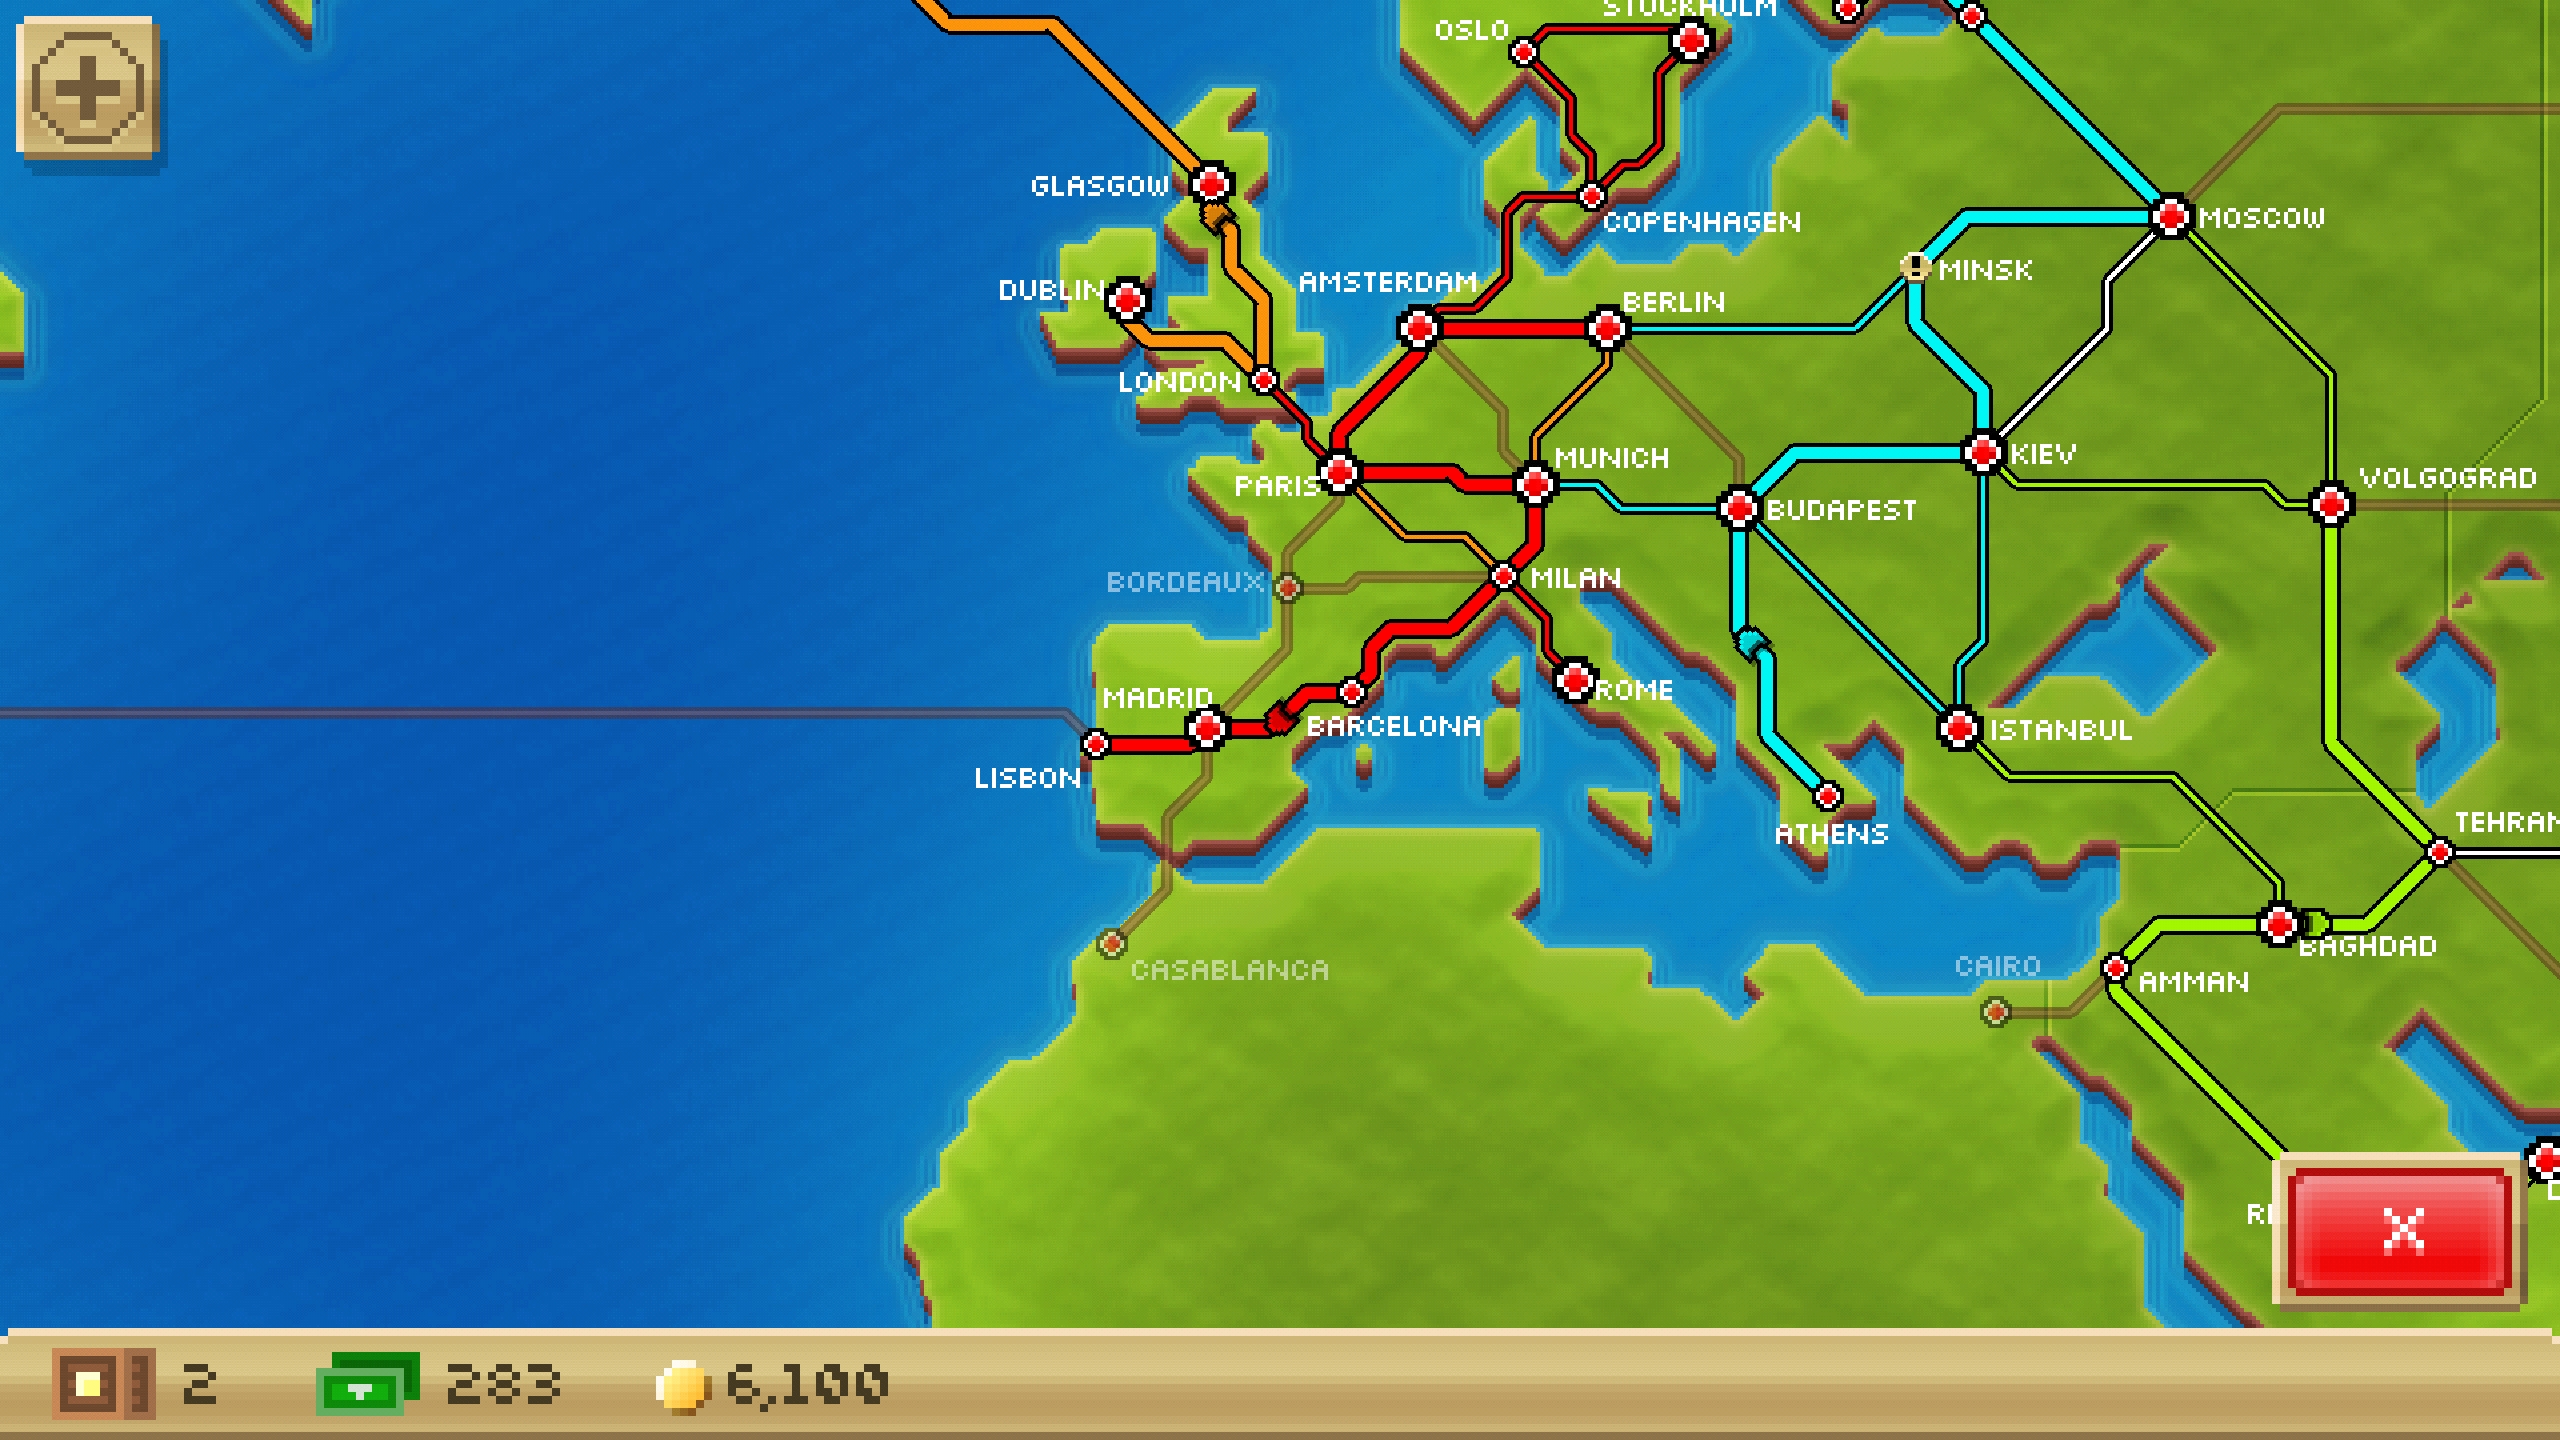 STOCKHOLM
OSLO
GLASGOW
MOSCOW
COPENHAGEN
MINSK
AMSTERDAM
DUBLIN
BERLIN
LONDON
KIEV
MUNICH
VOLGOGRAD
PARIS
BUDAPEST
BORDEAUX
MILAN
ROME
MADRID
BARCELONA
ISTANBUL
LISBON
TEHRAN
ATHENS
BAGHDAD
CAIRO
CASABLANCA
AMMAN
X
2 283 6,100